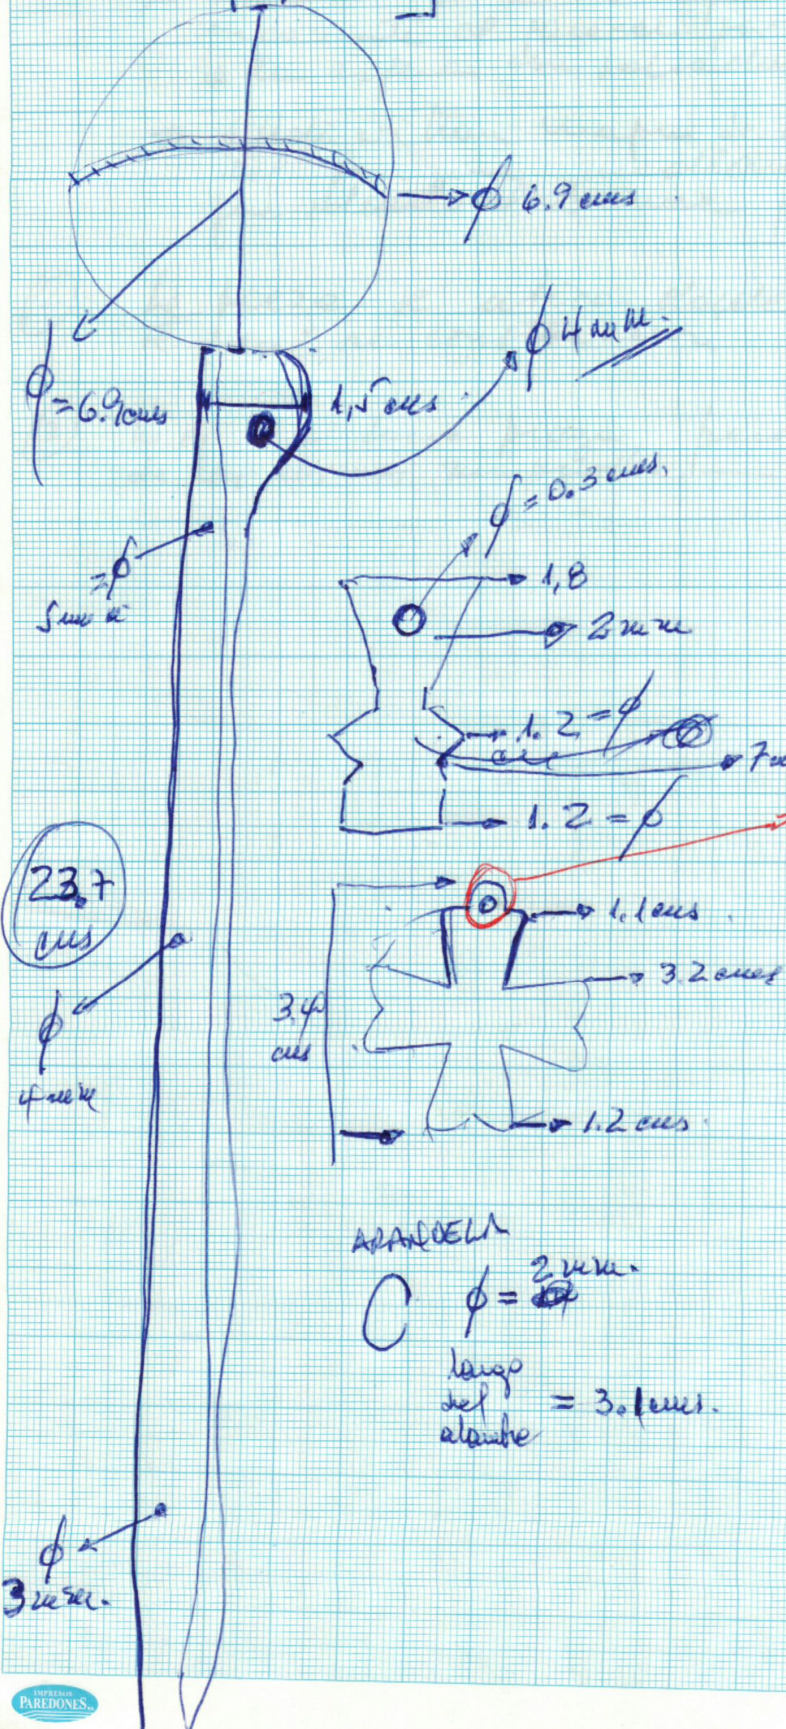 ϕ 6.9 cms
ϕ 4 mm.
ϕ = 6.9 cms
1,5 cms
ϕ = 0.3 cms.
= ϕ
5 mm
1,8
2 mm
1.2 = ϕ
1.2 = ϕ
23.7
cms
1.1 cms.
3.2 cms
3.4
cms
ϕ
4 mm
1.2 cms.
ARANDELA
ϕ = 2 mm.
largo
del = 3.1 cms.
alambre
ϕ
3 mm.
IMPRESOS
PAREDONES